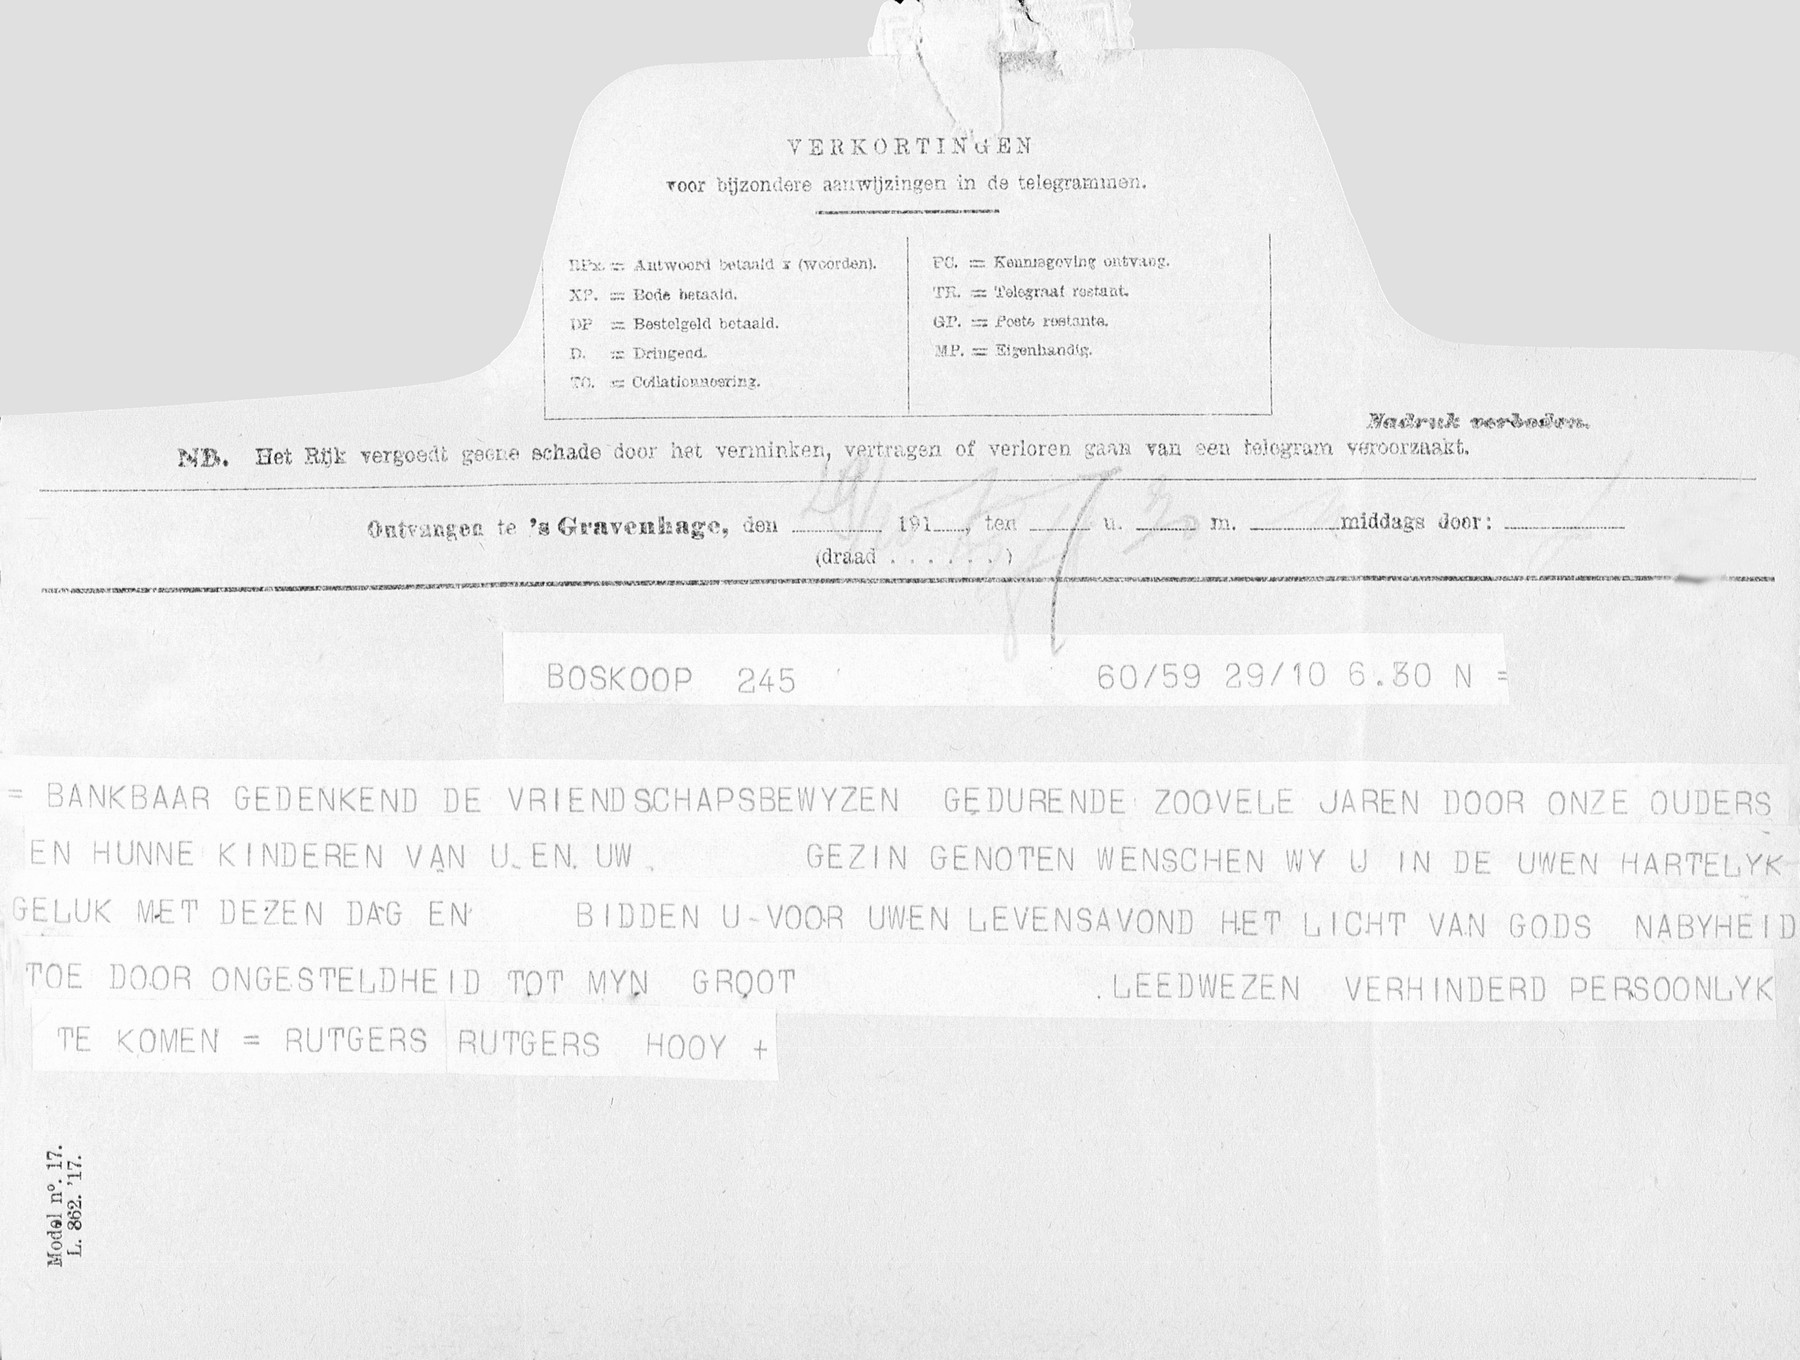 VERKORTINGEN
voor bijzondere aanwijzingen in de telegrammen.
RPx. = Antwoord betaald x (woorden).
XP. = Bode betaald.
DP = Bestelgeld betaald.
D. = Dringend.
TC. = Collationneering.
PC. = Kennisgeving ontvang.
TR. = Telegraaf restant.
GP. = Poste restante.
MP. = Eigenhandig.
Nadruk verboden.
NB. Het Rijk vergoedt geene schade door het verminken, vertragen of verloren gaan van een telegram veroorzaakt.
Ontvangen te 's Gravenhage, den 191 , ten u. m. middags door:
(draad . . . . . . )
BOSKOOP 245 60/59 29/10 6.30 N =
= BANKBAAR GEDENKEND DE VRIENDSCHAPSBEWYZEN GEDURENDE ZOOVELE JAREN DOOR ONZE OUDERS
EN HUNNE KINDEREN VAN U EN UW GEZIN GENOTEN WENSCHEN WY U IN DE UWEN HARTELYK
GELUK MET DEZEN DAG EN BIDDEN U VOOR UWEN LEVENSAVOND HET LICHT VAN GODS NABYHEID
TOE DOOR ONGESTELDHEID TOT MYN GROOT LEEDWEZEN VERHINDERD PERSOONLYK
TE KOMEN = RUTGERS RUTGERS HOOY +
Model nº. 17.
L. 862. '17.